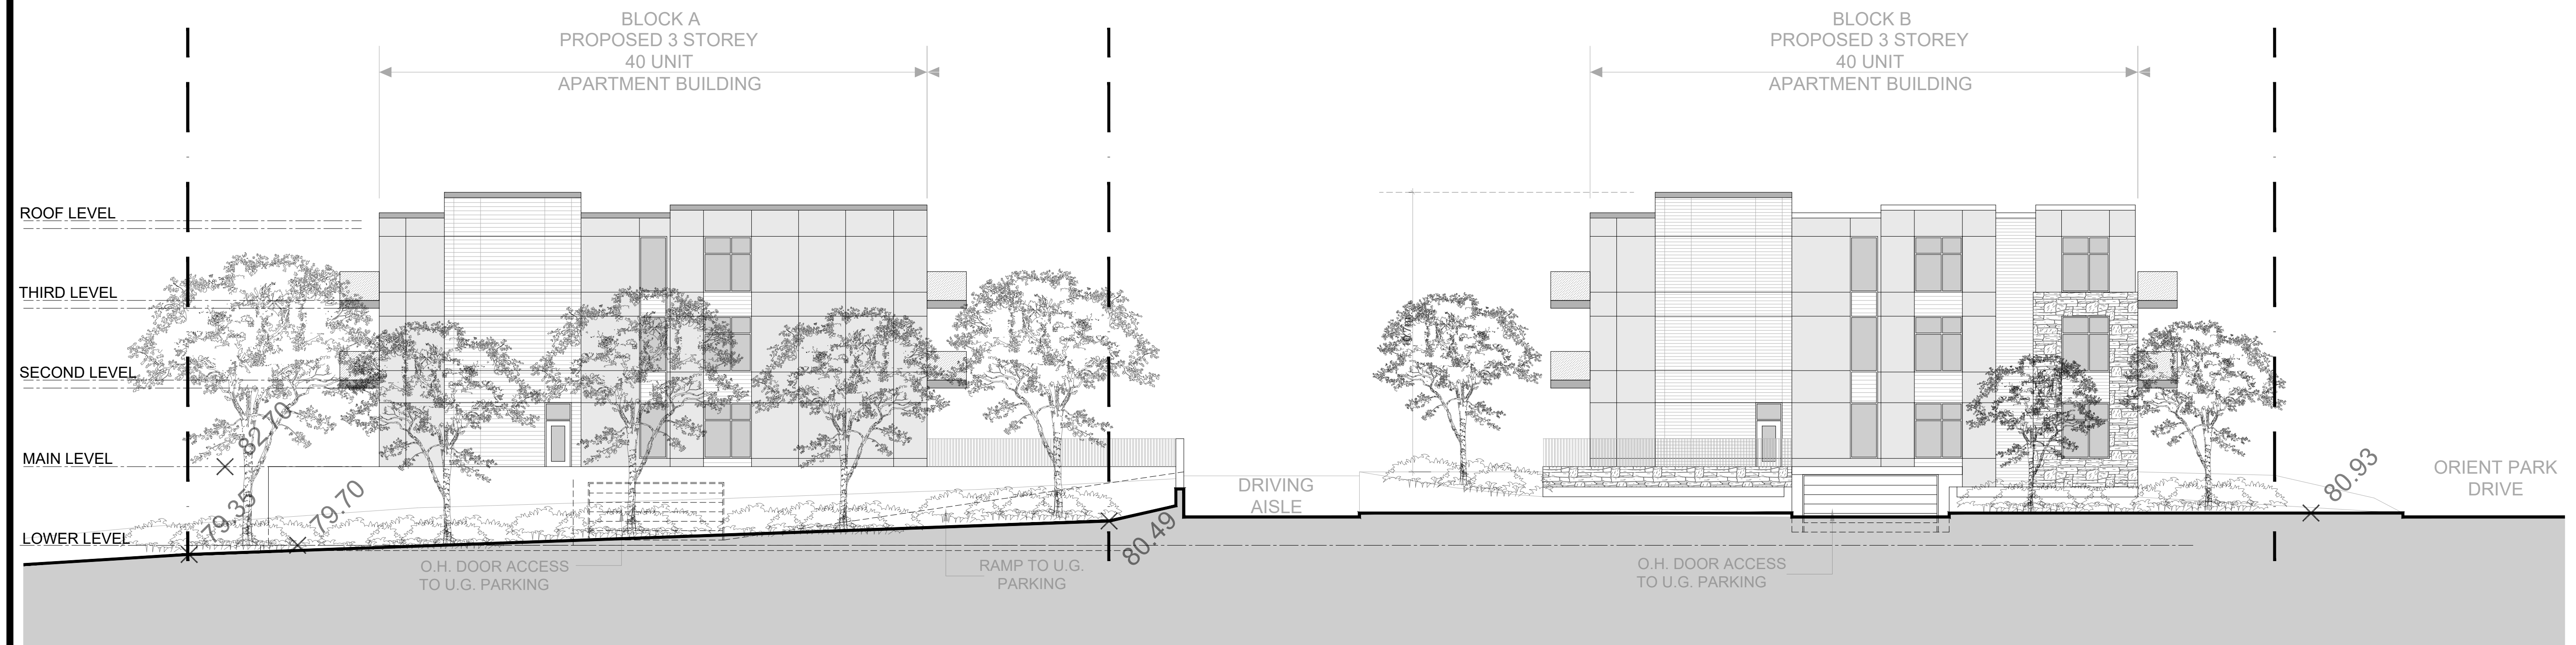 BLOCK A
PROPOSED 3 STOREY
40 UNIT
APARTMENT BUILDING
BLOCK B
PROPOSED 3 STOREY
40 UNIT
APARTMENT BUILDING
ROOF LEVEL
THIRD LEVEL
SECOND LEVEL
MAIN LEVEL
LOWER LEVEL
82.70
79.35
79.70
80.49
80.93
DRIVING
AISLE
ORIENT PARK
DRIVE
O.H. DOOR ACCESS
TO U.G. PARKING
RAMP TO U.G.
PARKING
O.H. DOOR ACCESS
TO U.G. PARKING